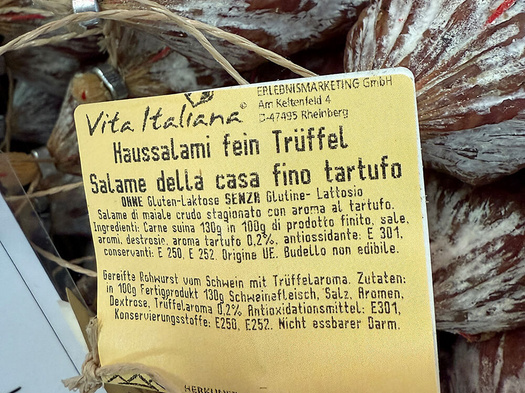 Vita Italiana ©
ERLEBNISMARKETING GmbH
Am Keltenfeld 4
D-47495 Rheinberg
Haussalami fein Trüffel
Salame della casa fino tartufo
OHNE Gluten-Laktose SENZA Glutine- Lattosio
Salame di maiale crudo stagionato con aroma al tartufo.
Ingredienti: Carne suina 130g in 100g di prodotto finito, sale,
aromi, destrosie, aroma tartufo 0,2%, antiossidante: E 301,
conservanti: E 250, E 252. Origine UE. Budello non edibile.
Gereifte Rohwurst vom Schwein mit Trüffelaroma. Zutaten:
in 100g Fertigprodukt 130g Schweinefleisch, Salz, Aromen,
Dextrose, Trüffelaroma 0,2% Antioxidationsmittel: E301,
Konservierungsstoffe: E250, E252. Nicht essbarer Darm.